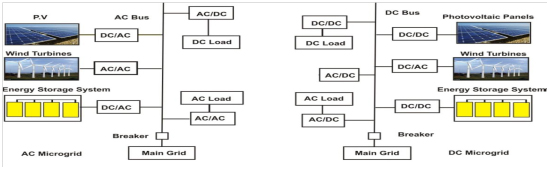 P.V
AC Bus
AC/DC
DC/AC
DC Load
Wind Turbines
AC/AC
Energy Storage System
AC Load
DC/AC
AC/AC
Breaker
Main Grid
AC Microgrid
DC Bus
Photovoltaic Panels
DC/DC
DC/DC
DC Load
Wind Turbines
DC/AC
AC/DC
Energy Storage System
AC Load
DC/DC
AC/DC
Breaker
Main Grid
DC Microgrid